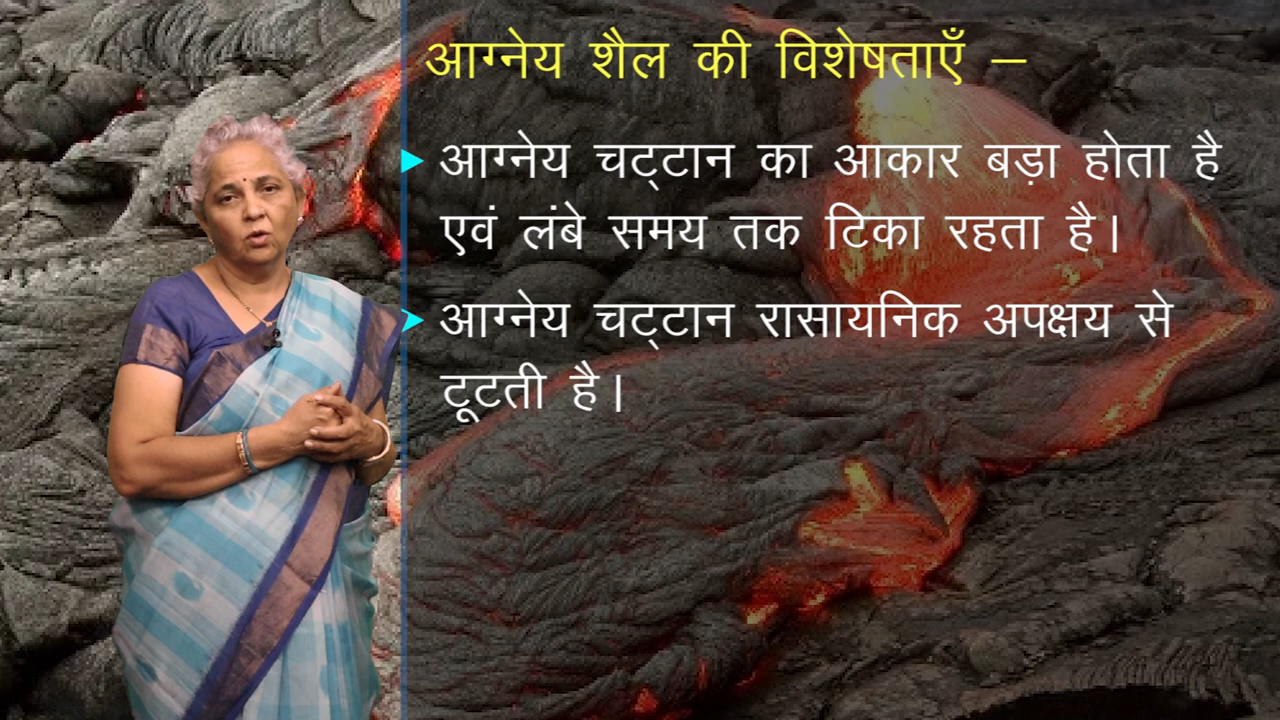 आग्नेय शैल की विशेषताएँ –
आग्नेय चट्टान का आकार बड़ा होता है
एवं लंबे समय तक टिका रहता है।
आग्नेय चट्टान रासायनिक अपक्षय से
टूटती है।